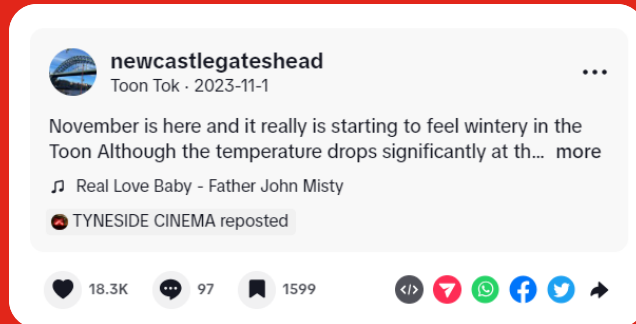 newcastlegateshead
Toon Tok · 2023-11-1
November is here and it really is starting to feel wintery in the
Toon Although the temperature drops significantly at th... more
Real Love Baby - Father John Misty
TYNESIDE CINEMA reposted
18.3K 97 1599